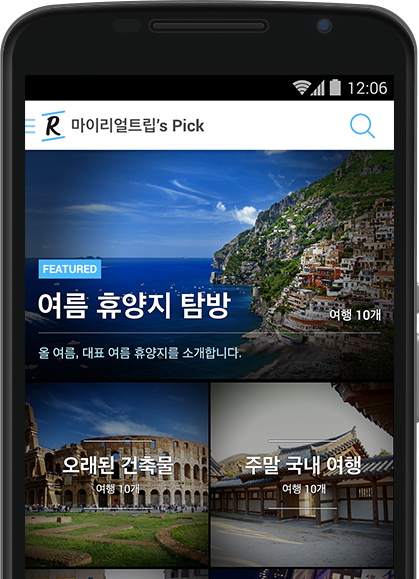 12:06
R 마이리얼트립's Pick
FEATURED
여름 휴양지 탐방
여행 10개
올 여름, 대표 여름 휴양지를 소개합니다.
오래된 건축물
여행 10개
주말 국내 여행
여행 10개